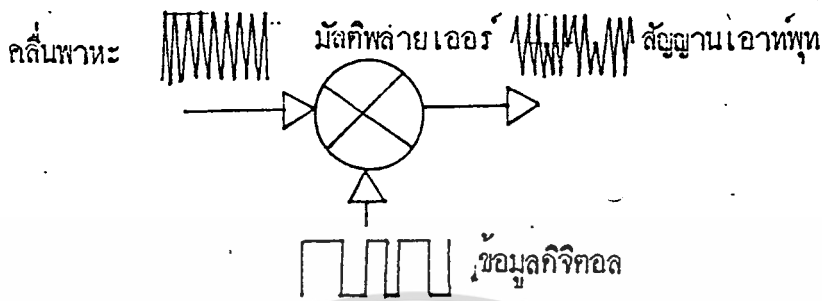 คลื่นพาหะ
มัลติพลายเออร์
สัญญานเอาท์พุท
ข้อมูลดิจิตอล